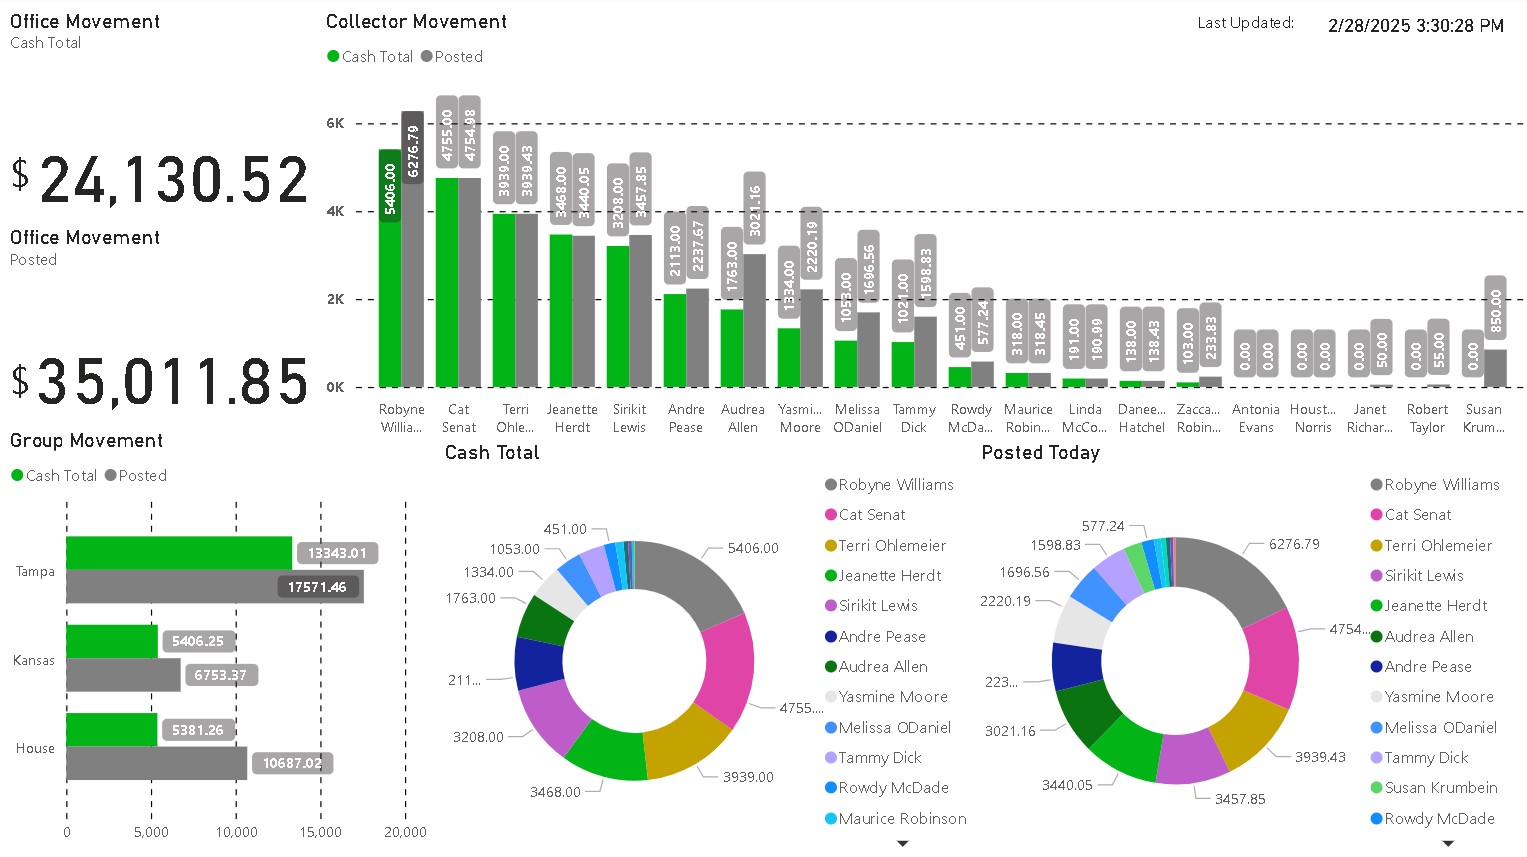 Office Movement
Cash Total
$ 24,130.52
Office Movement
Posted
$ 35,011.85
Collector Movement
Cash Total Posted
Last Updated: 2/28/2025 3:30:28 PM
6K
4K
2K
0K
5406.00 6276.79
4755.00 4754.98
3939.00 3939.43
3468.00 3440.05
3208.00 3457.85
2113.00 2237.67
1763.00 3021.16
1334.00 2220.19
1053.00 1696.56
1021.00 1598.83
451.00 577.24
318.00 318.45
191.00 190.99
138.00 138.43
103.00 233.83
0.00 0.00
0.00 0.00
0.00 50.00
0.00 55.00
0.00 850.00
Robyne Willia...
Cat Senat
Terri Ohle...
Jeanette Herdt
Sirikit Lewis
Andre Pease
Audrea Allen
Yasmi... Moore
Melissa ODaniel
Tammy Dick
Rowdy McDa...
Maurice Robin...
Linda McCo...
Danee... Hatchel
Zacca... Robin...
Antonia Evans
Houst... Norris
Janet Richar...
Robert Taylor
Susan Krum...
Group Movement
Cash Total Posted
Tampa
13343.01
17571.46
Kansas
5406.25
6753.37
House
5381.26
10687.02
0 5,000 10,000 15,000 20,000
Cash Total
451.00
1053.00
1334.00
1763.00
211...
3208.00
3468.00
3939.00
4755....
5406.00
Robyne Williams
Cat Senat
Terri Ohlemeier
Jeanette Herdt
Sirikit Lewis
Andre Pease
Audrea Allen
Yasmine Moore
Melissa ODaniel
Tammy Dick
Rowdy McDade
Maurice Robinson
Posted Today
577.24
1598.83
1696.56
2220.19
223...
3021.16
3440.05
3457.85
3939.43
4754....
6276.79
Robyne Williams
Cat Senat
Terri Ohlemeier
Sirikit Lewis
Jeanette Herdt
Audrea Allen
Andre Pease
Yasmine Moore
Melissa ODaniel
Tammy Dick
Susan Krumbein
Rowdy McDade